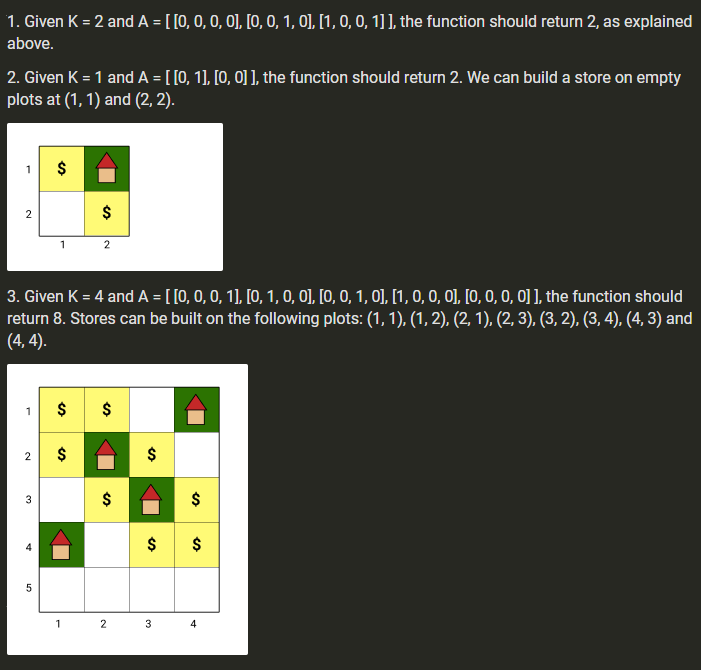 1. Given K = 2 and A = [ [0, 0, 0, 0], [0, 0, 1, 0], [1, 0, 0, 1] ], the function should return 2, as explained
above.
2. Given K = 1 and A = [ [0, 1], [0, 0] ], the function should return 2. We can build a store on empty
plots at (1, 1) and (2, 2).
1 $
2 $
1 2
3. Given K = 4 and A = [ [0, 0, 0, 1], [0, 1, 0, 0], [0, 0, 1, 0], [1, 0, 0, 0], [0, 0, 0, 0] ], the function should
return 8. Stores can be built on the following plots: (1, 1), (1, 2), (2, 1), (2, 3), (3, 2), (3, 4), (4, 3) and
(4, 4).
1 $ $
2 $ $
3 $ $
4 $ $
5
1 2 3 4